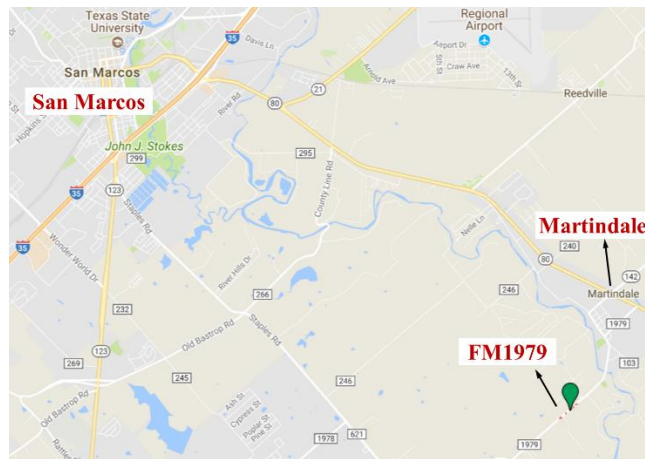 Texas State
University
Regional
Airport
35
Davis Ln
Airport Dr
5th St
Craw Ave
13th St
Arnold Ave
San Marcos
San Marcos
80
21
Reedville
River Rd
Hopkins St
John J. Stokes
299
295
35
123
County Line Rd
Staples Rd
Nelle Ln
Martindale
240
35
Wonder World Dr
80
142
River Hills Dr
246
Martindale
266
232
1979
Old Bastrop Rd
Staples Rd
FM1979
103
123
269
245
246
Old Bastrop Rd
Ash St
Cypress St
Poplar St
Pine St
1978
621
1979